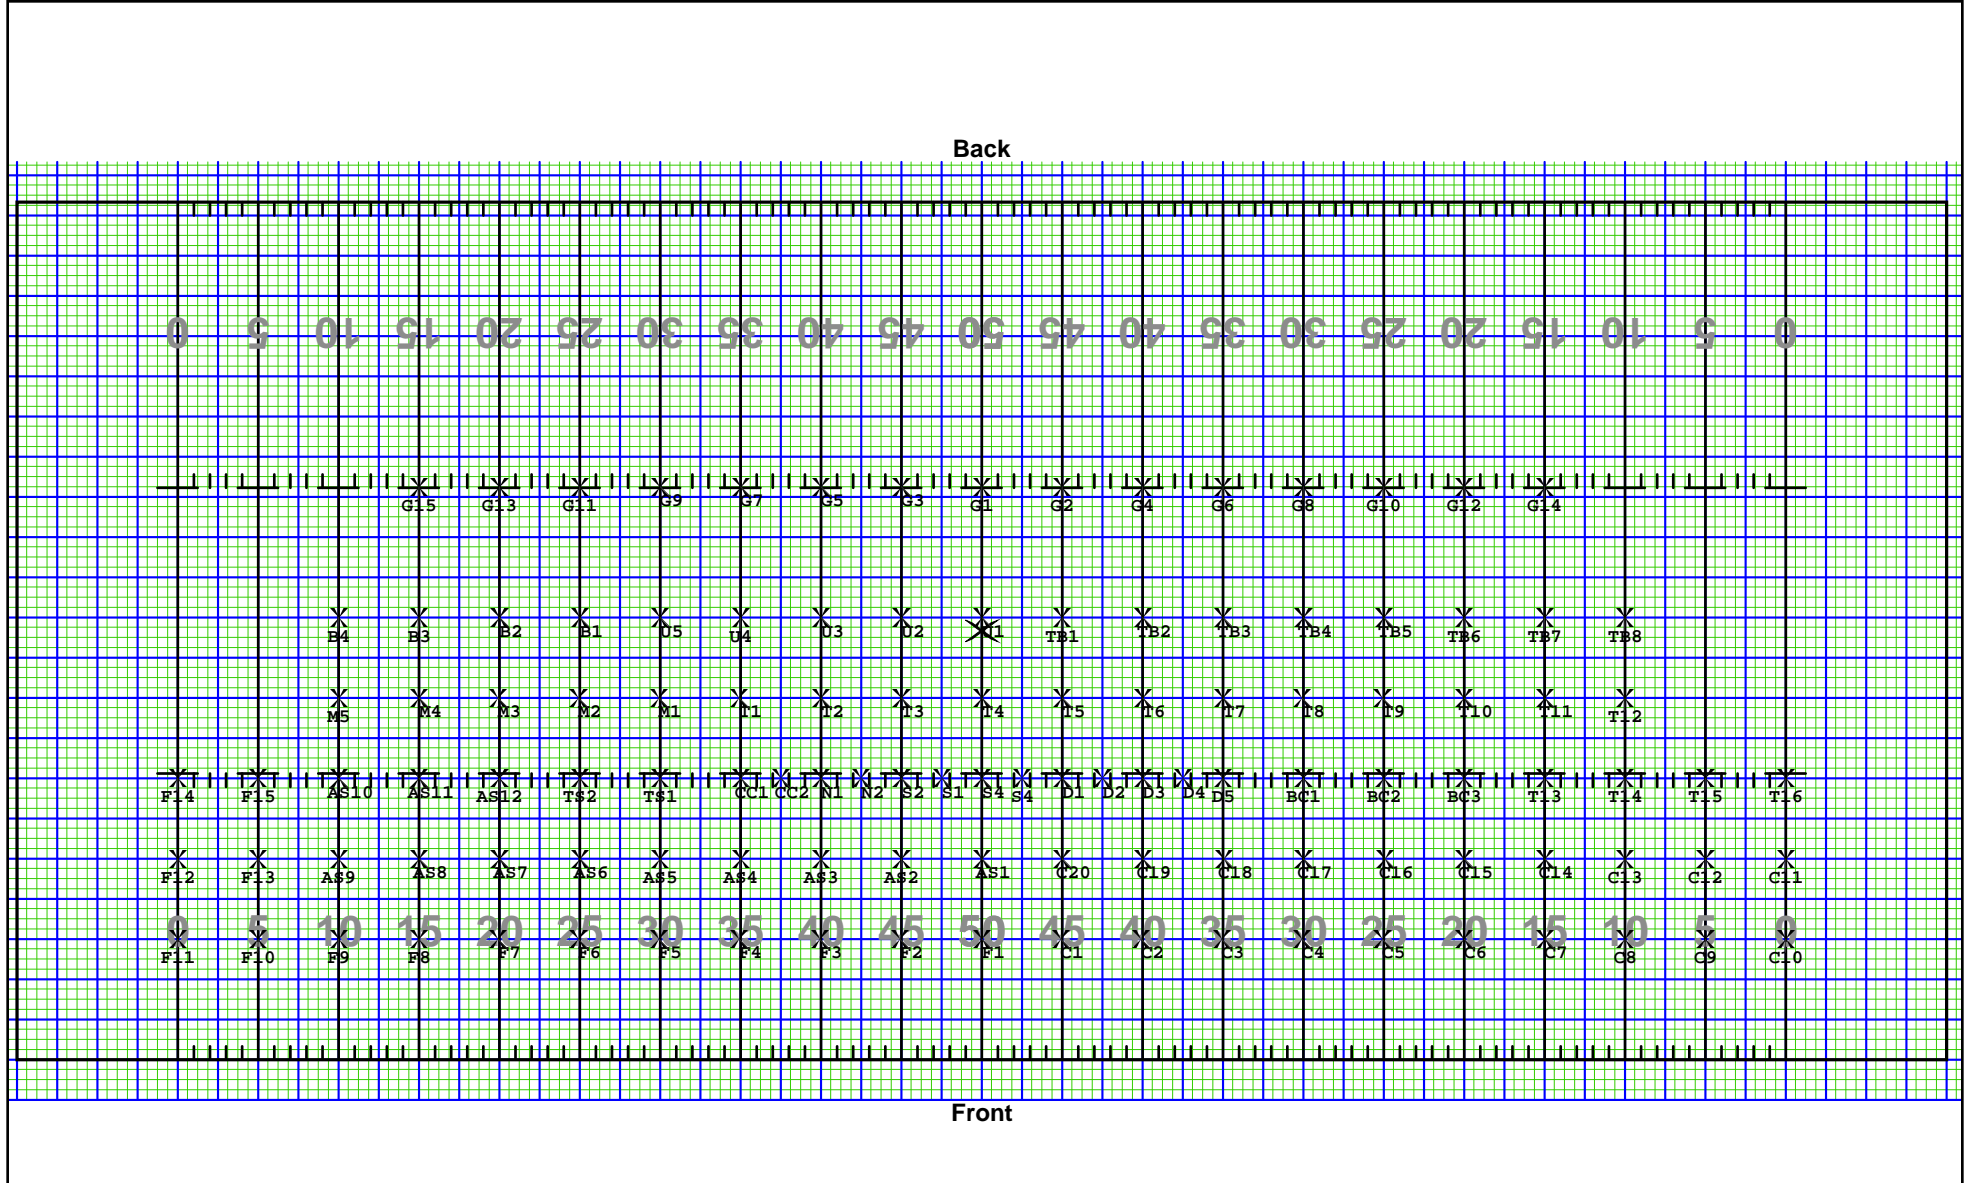 Back
0 5 10 15 20 25 30 35 40 45 50 45 40 35 30 25 20 15 10 5 0
G15 G13 G11 G9 G7 G5 G3 G1 G2 G4 G6 G8 G10 G12 G14
B4 B3 B2 B1 U5 U4 U3 U2 U1 TB1 TB2 TB3 TB4 TB5 TB6 TB7 TB8
M5 M4 M3 M2 M1 T1 T2 T3 T4 T5 T6 T7 T8 T9 T10 T11 T12
F14 F15 AS10 AS11 AS12 TS2 TS1 CC1 CC2 N1 N2 S2 S1 S4 S4 D1 D2 D3 D4 D5 BC1 BC2 BC3 T13 T14 T15 T16
F12 F13 AS9 AS8 AS7 AS6 AS5 AS4 AS3 AS2 AS1 C20 C19 C18 C17 C16 C15 C14 C13 C12 C11
0 5 10 15 20 25 30 35 40 45 50 45 40 35 30 25 20 15 10 5 0
F11 F10 F9 F8 F7 F6 F5 F4 F3 F2 F1 C1 C2 C3 C4 C5 C6 C7 C8 C9 C10
Front